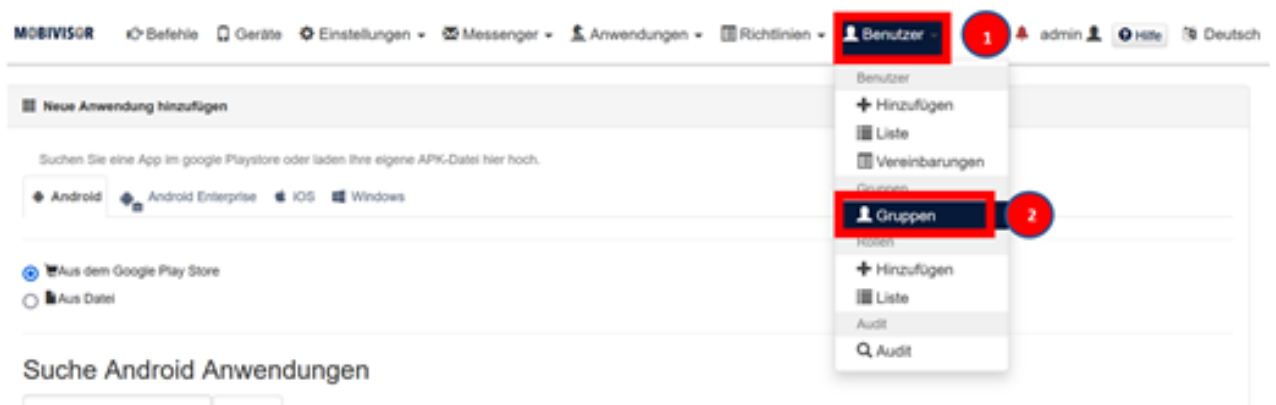 MOBIVISOR Befehle Geräte Einstellungen Messenger Anwendungen Richtlinien Benutzer 1 admin Hilfe Deutsch
Benutzer
Neue Anwendung hinzufügen
Hinzufügen
Liste
Suchen Sie eine App im google Playstore oder laden Ihre eigene APK-Datei hier hoch.
Vereinbarungen
Gruppen
Android Android Enterprise iOS Windows
Gruppen 2
Rollen
Aus dem Google Play Store
Hinzufügen
Aus Datei
Liste
Audit
Audit
Suche Android Anwendungen